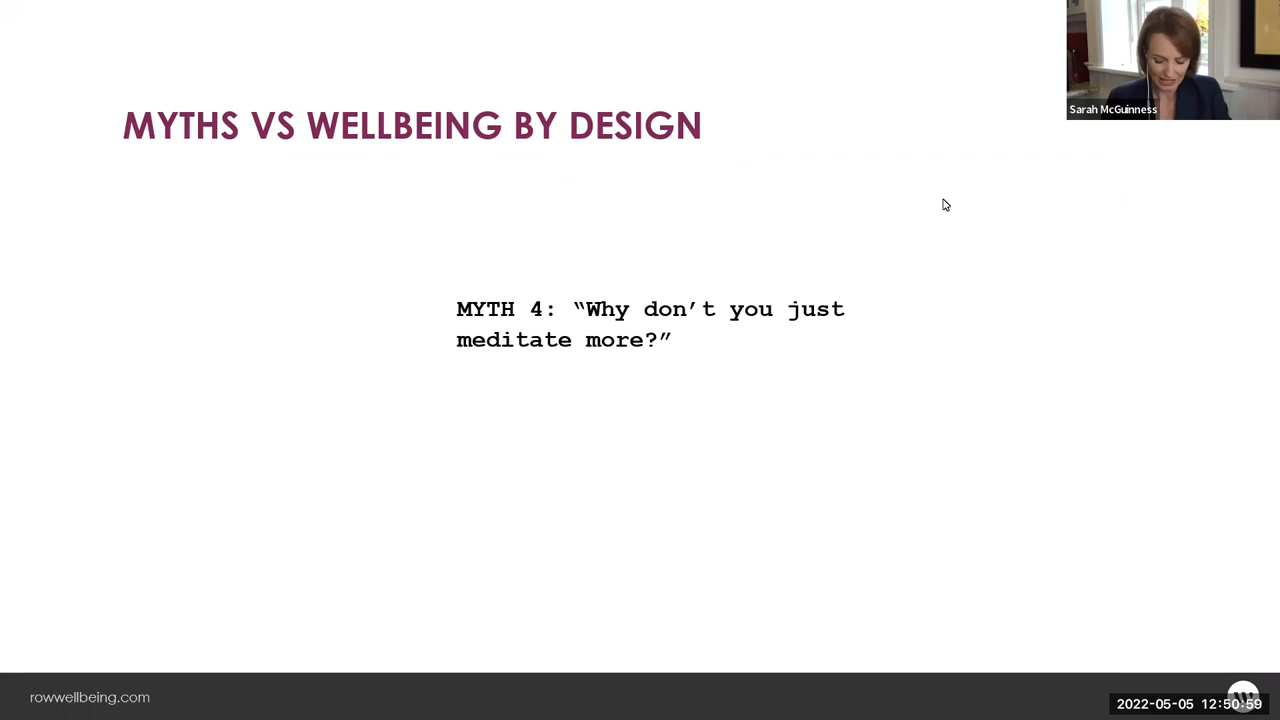 Sarah McGuinness
MYTHS VS WELLBEING BY DESIGN
MYTH 4: “Why don’t you just
meditate more?”
rowwellbeing.com
2022-05-05 12:50:59